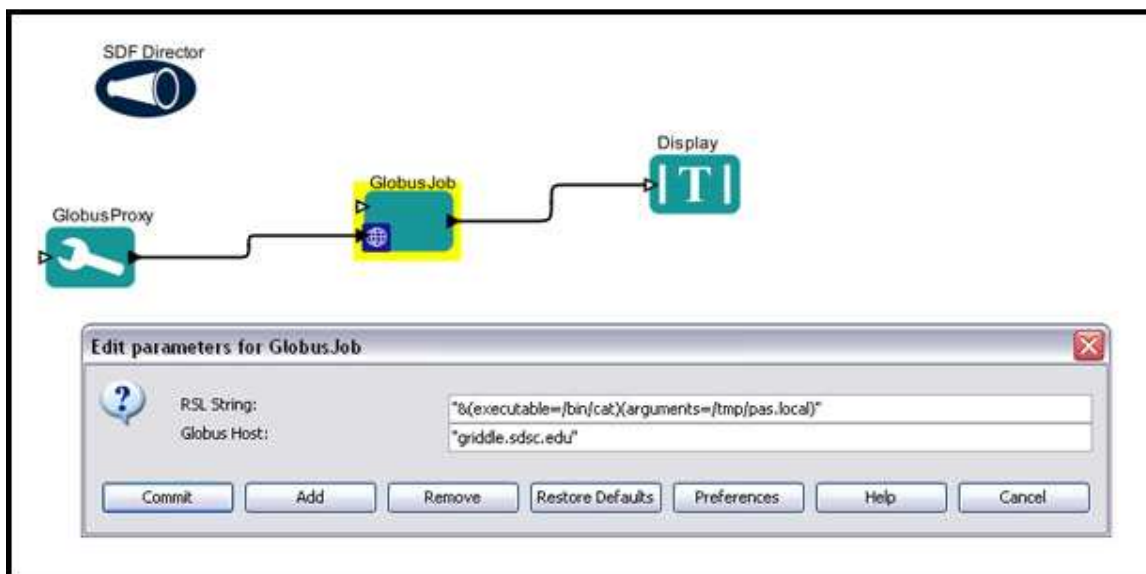 SDF Director
Display
T
GlobusJob
GlobusProxy
Edit parameters for GlobusJob
?
RSL String: "&(executable=/bin/cat)(arguments=/tmp/pas.local)"
Globus Host: "griddle.sdsc.edu"
Commit Add Remove Restore Defaults Preferences Help Cancel